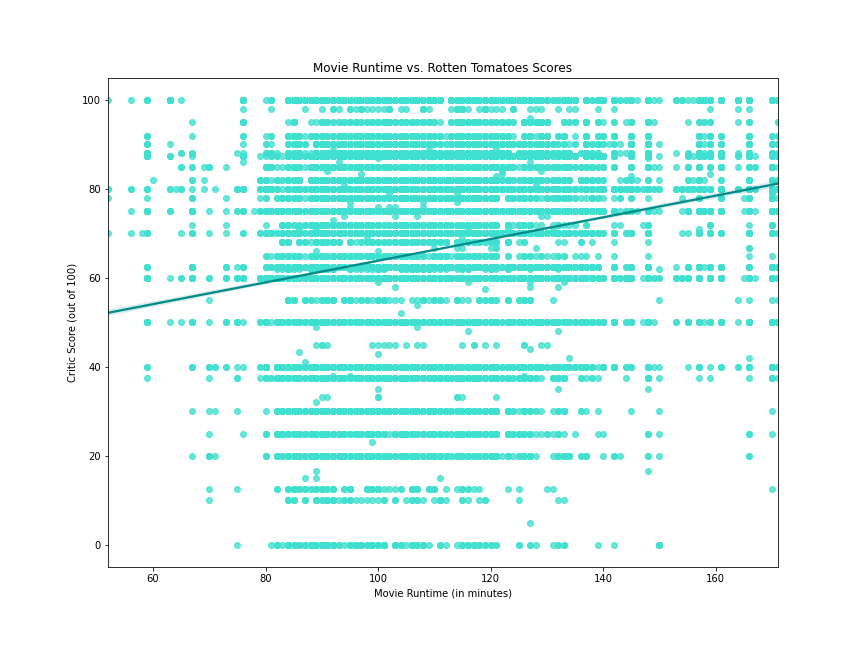 Movie Runtime vs. Rotten Tomatoes Scores
100
80
60
40
20
0
Critic Score (out of 100)
60 80 100 120 140 160
Movie Runtime (in minutes)